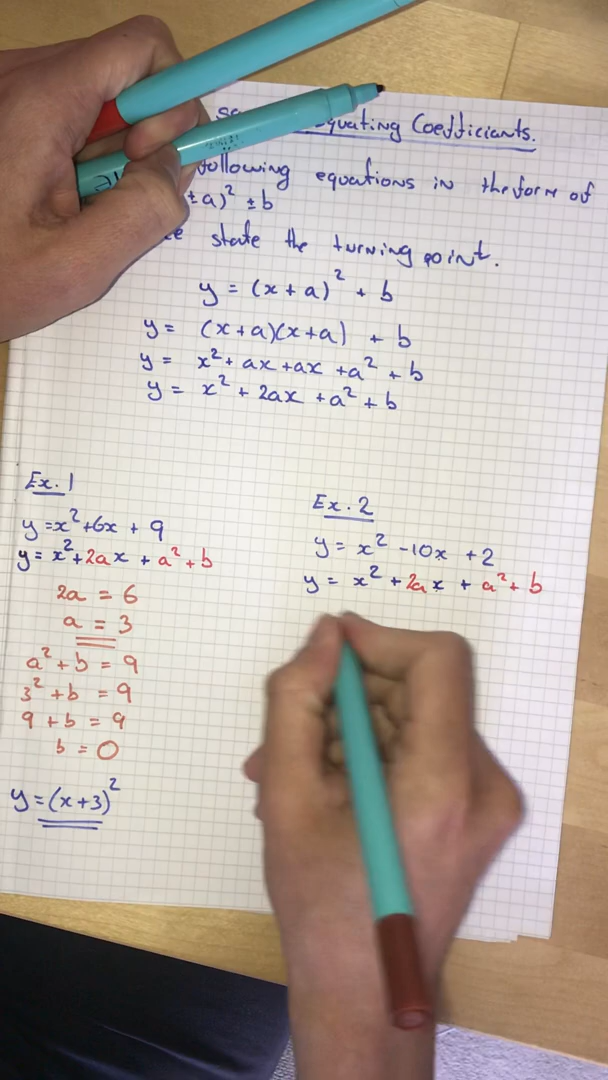 equating Coefficients.
following equations in the form of
± a)² ± b
state the turning point.
y = (x + a)² + b
y = (x+a)(x+a) + b
y = x² + ax + ax + a² + b
y = x² + 2ax + a² + b
Ex. 1
y = x² + 6x + 9
y = x² + 2ax + a² + b
2a = 6
a = 3
a² + b = 9
3² + b = 9
9 + b = 9
b = 0
y = (x+3)²
Ex. 2
y = x² - 10x + 2
y = x² + 2ax + a² + b